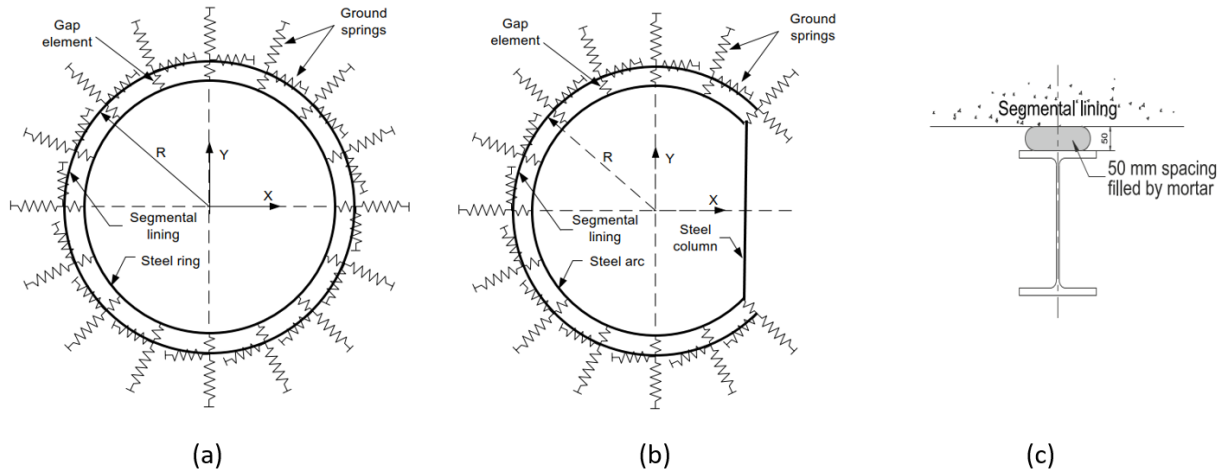 Gap
element
Ground
springs
R
Y
X
Segmental
lining
Steel ring
(a)
Gap
element
Ground
springs
R
Y
X
Segmental
lining
Steel
column
Steel arc
(b)
Segmental lining
50
50 mm spacing
filled by mortar
(c)